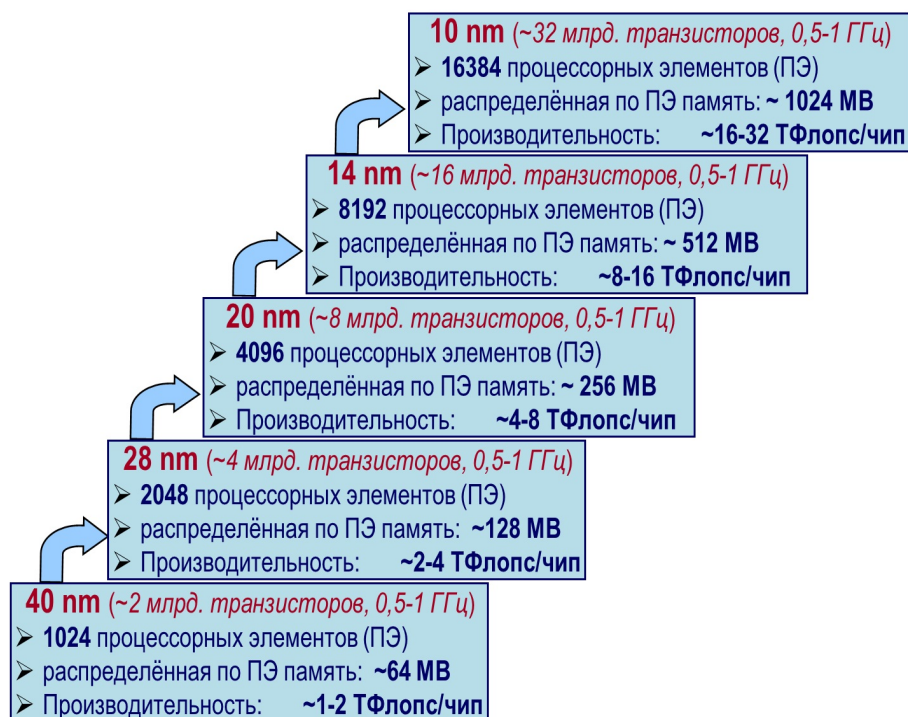 10 nm (~32 млрд. транзисторов, 0,5-1 ГГц)
➢ 16384 процессорных элементов (ПЭ)
➢ распределённая по ПЭ память: ~ 1024 МВ
➢ Производительность: ~16-32 ТФлопс/чип
14 nm (~16 млрд. транзисторов, 0,5-1 ГГц)
➢ 8192 процессорных элементов (ПЭ)
➢ распределённая по ПЭ память: ~ 512 МВ
➢ Производительность: ~8-16 ТФлопс/чип
20 nm (~8 млрд. транзисторов, 0,5-1 ГГц)
➢ 4096 процессорных элементов (ПЭ)
➢ распределённая по ПЭ память: ~ 256 МВ
➢ Производительность: ~4-8 ТФлопс/чип
28 nm (~4 млрд. транзисторов, 0,5-1 ГГц)
➢ 2048 процессорных элементов (ПЭ)
➢ распределённая по ПЭ память: ~128 МВ
➢ Производительность: ~2-4 ТФлопс/чип
40 nm (~2 млрд. транзисторов, 0,5-1 ГГц)
➢ 1024 процессорных элементов (ПЭ)
➢ распределённая по ПЭ память: ~64 МВ
➢ Производительность: ~1-2 ТФлопс/чип